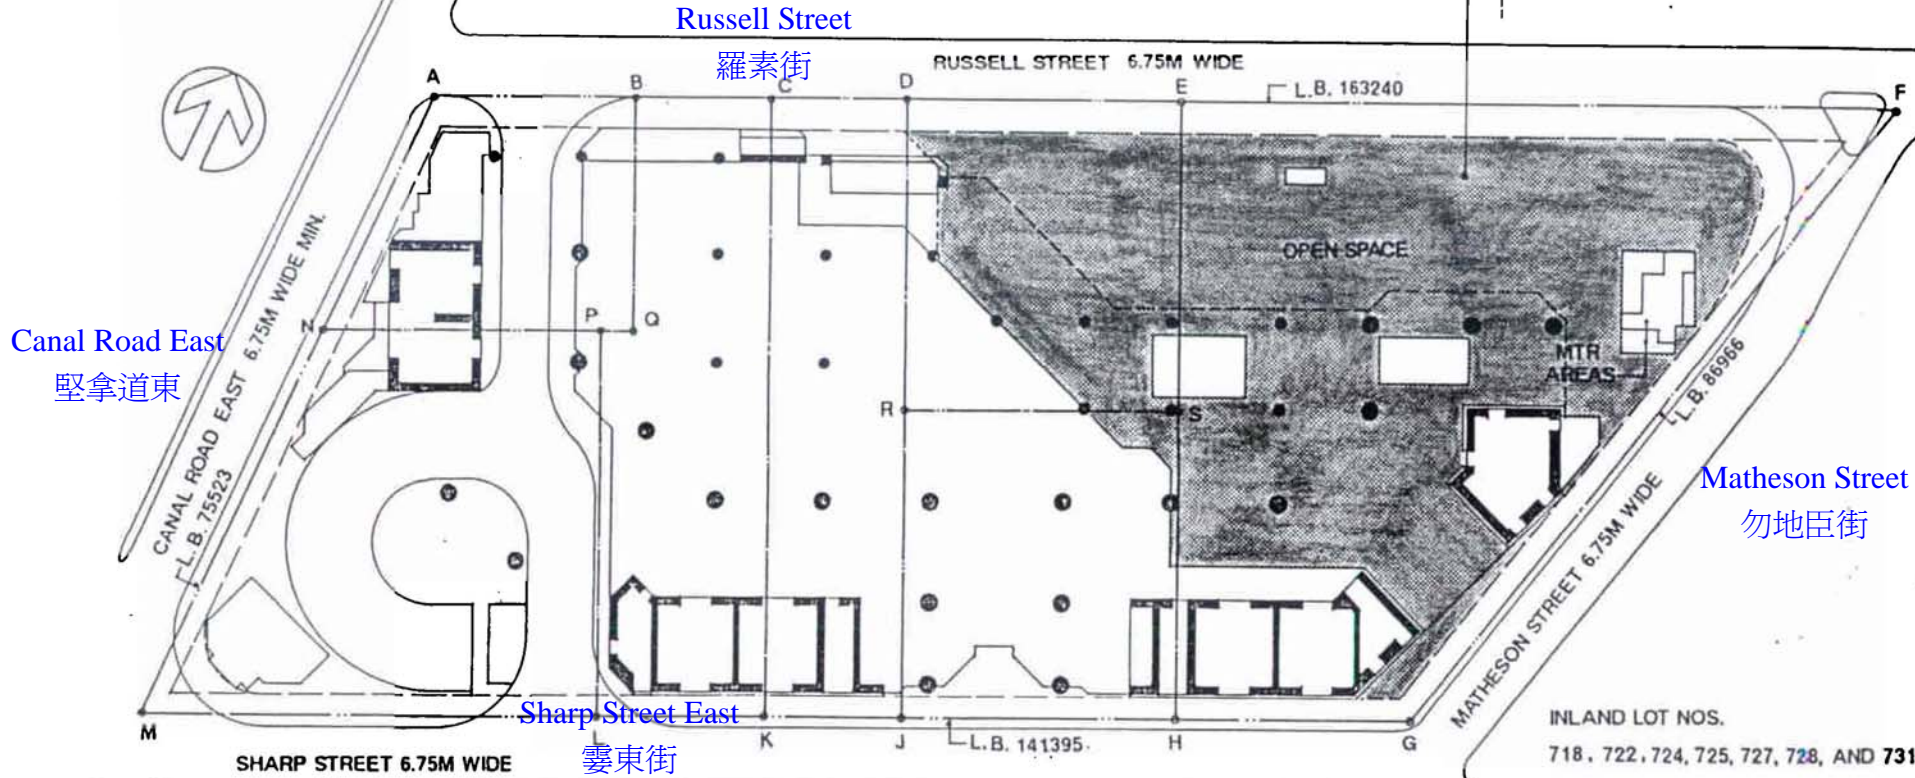 Russell Street
羅素街
RUSSELL STREET 6.75M WIDE
A
B
C
D
E
L.B. 163240
F
OPEN SPACE
CANAL ROAD EAST 6.75M WIDE MIN.
L.B. 75523
Canal Road East
堅拿道東
N
P
Q
MTR
AREAS
R
S
L.B. 86966
Matheson Street
勿地臣街
MATHESON STREET 6.75M WIDE
M
Sharp Street East
霎東街
L
K
J
L.B. 141395.
H
G
SHARP STREET 6.75M WIDE
INLAND LOT NOS.
718, 722, 724, 725, 727, 728, AND 731